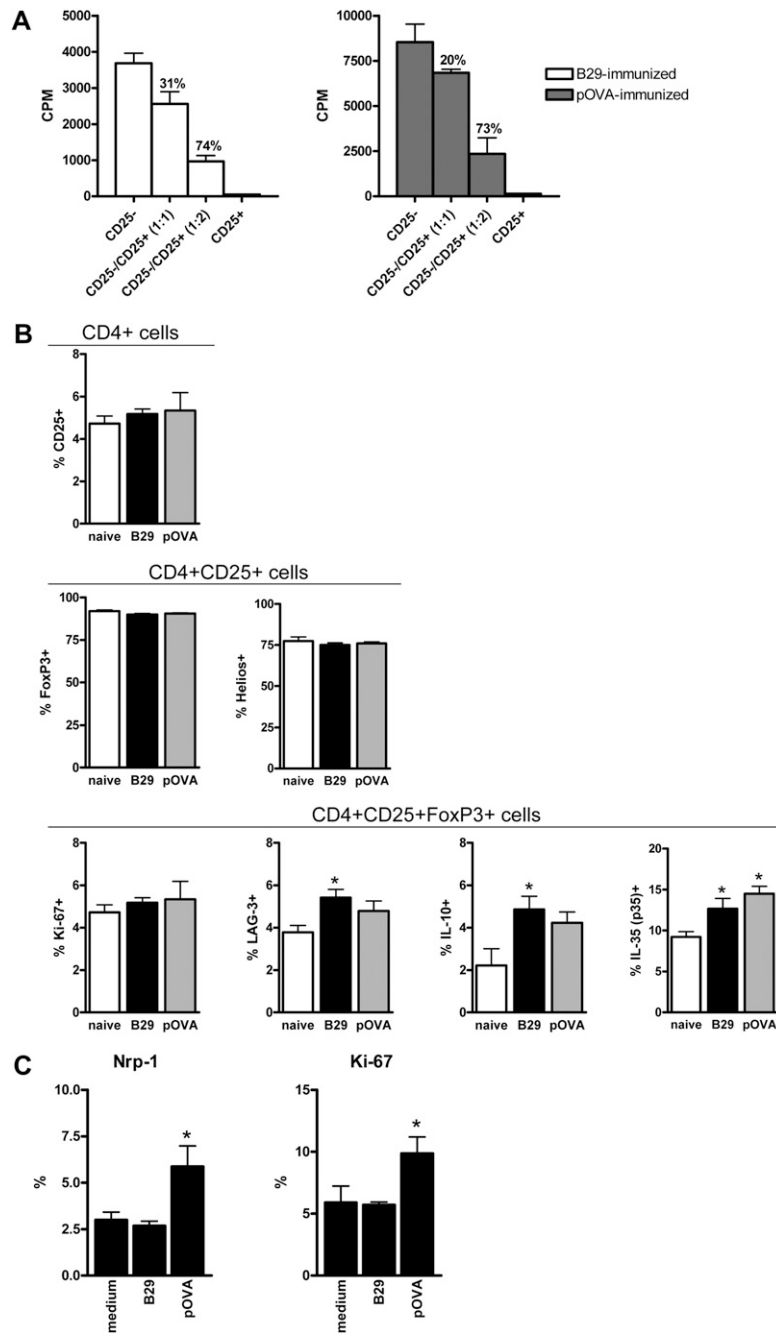 A
CPM
5000
4000
3000
2000
1000
0
31%
74%
CD25-
CD25-/CD25+ (1:1)
CD25-/CD25+ (1:2)
CD25+
CPM
10000
7500
5000
2500
0
20%
73%
CD25-
CD25-/CD25+ (1:1)
CD25-/CD25+ (1:2)
CD25+
B29-immunized
pOVA-immunized
B
CD4+ cells
% CD25+
8
6
4
2
0
naive B29 pOVA
CD4+CD25+ cells
% FoxP3+
100
75
50
25
0
naive B29 pOVA
% Helios+
100
75
50
25
0
naive B29 pOVA
CD4+CD25+FoxP3+ cells
% Ki-67+
8
6
4
2
0
naive B29 pOVA
% LAG-3+
8
6
4
2
0
*
naive B29 pOVA
% IL-10+
8
6
4
2
0
*
naive B29 pOVA
% IL-35 (p35)+
20
15
10
5
0
* *
naive B29 pOVA
C
Nrp-1
%
10.0
7.5
5.0
2.5
0.0
*
medium
B29
pOVA
Ki-67
%
15
10
5
0
*
medium
B29
pOVA